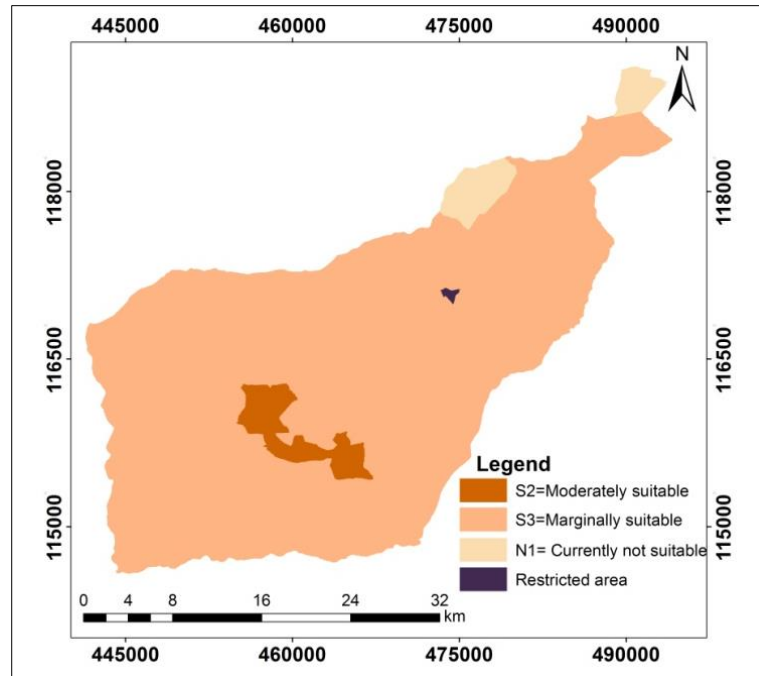 445000 460000 475000 490000
N
118000 118000
116500 116500
115000 115000
Legend
S2=Moderately suitable
S3=Marginally suitable
N1= Currently not suitable
Restricted area
0 4 8 16 24 32
km
445000 460000 475000 490000